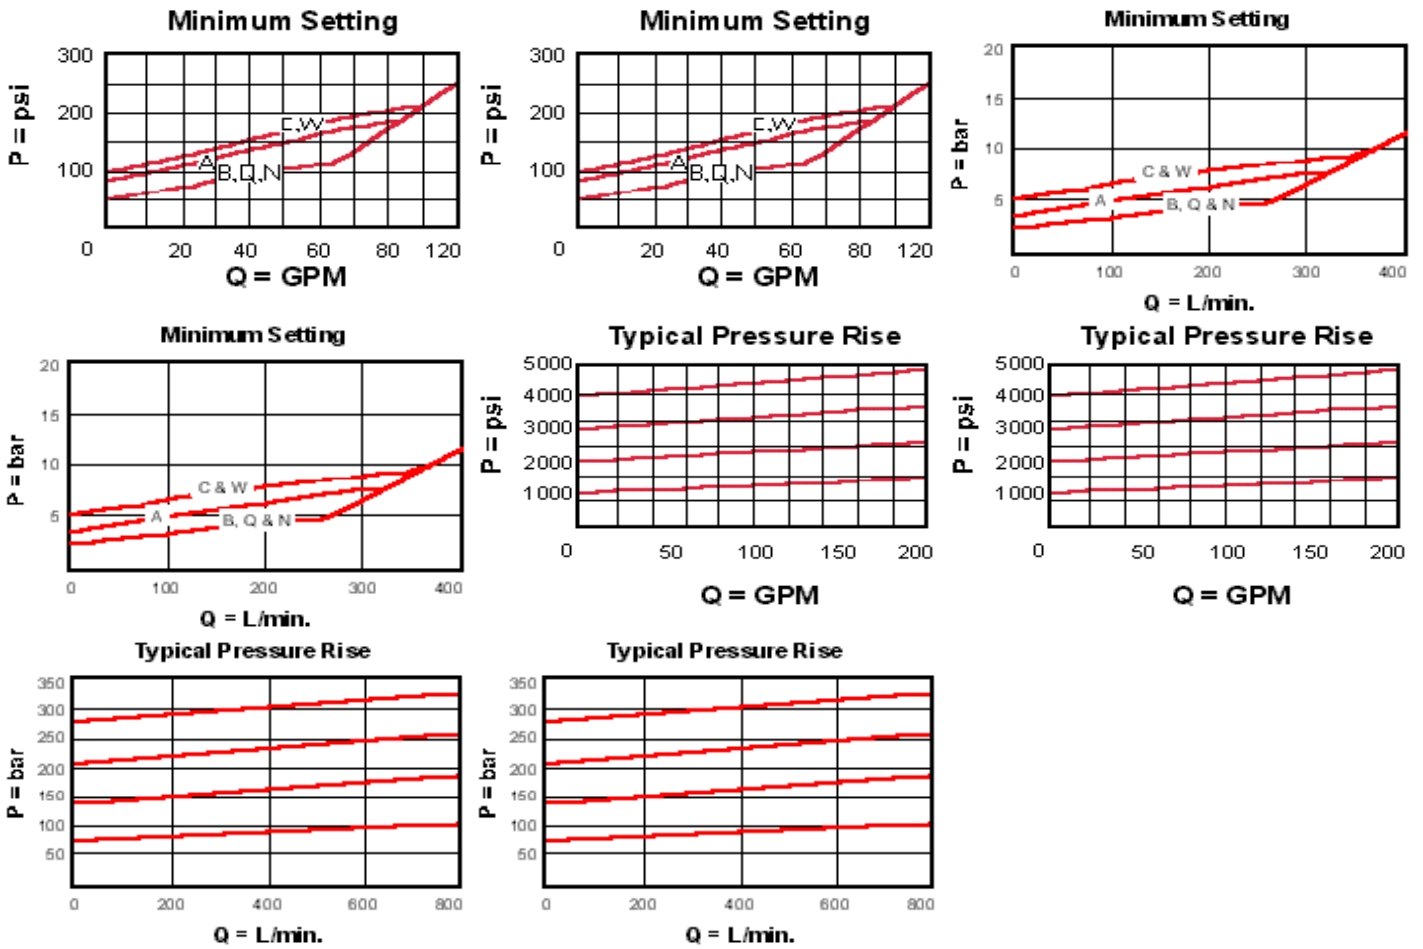 Minimum Setting
P = psi
300
200
100
0
20
40
60
80
120
C,W
A
B,Q,N
Q = GPM
Minimum Setting
P = psi
300
200
100
0
20
40
60
80
120
C,W
A
B,Q,N
Q = GPM
Minimum Setting
P = bar
20
15
10
5
0
100
200
300
400
C & W
A
B, Q & N
Q = L/min.
Minimum Setting
P = bar
20
15
10
5
0
100
200
300
400
C & W
A
B, Q & N
Q = L/min.
Typical Pressure Rise
P = psi
5000
4000
3000
2000
1000
0
50
100
150
200
Q = GPM
Typical Pressure Rise
P = psi
5000
4000
3000
2000
1000
0
50
100
150
200
Q = GPM
Typical Pressure Rise
P = bar
350
300
250
200
150
100
50
0
200
400
600
800
Q = L/min.
Typical Pressure Rise
P = bar
350
300
250
200
150
100
50
0
200
400
600
800
Q = L/min.